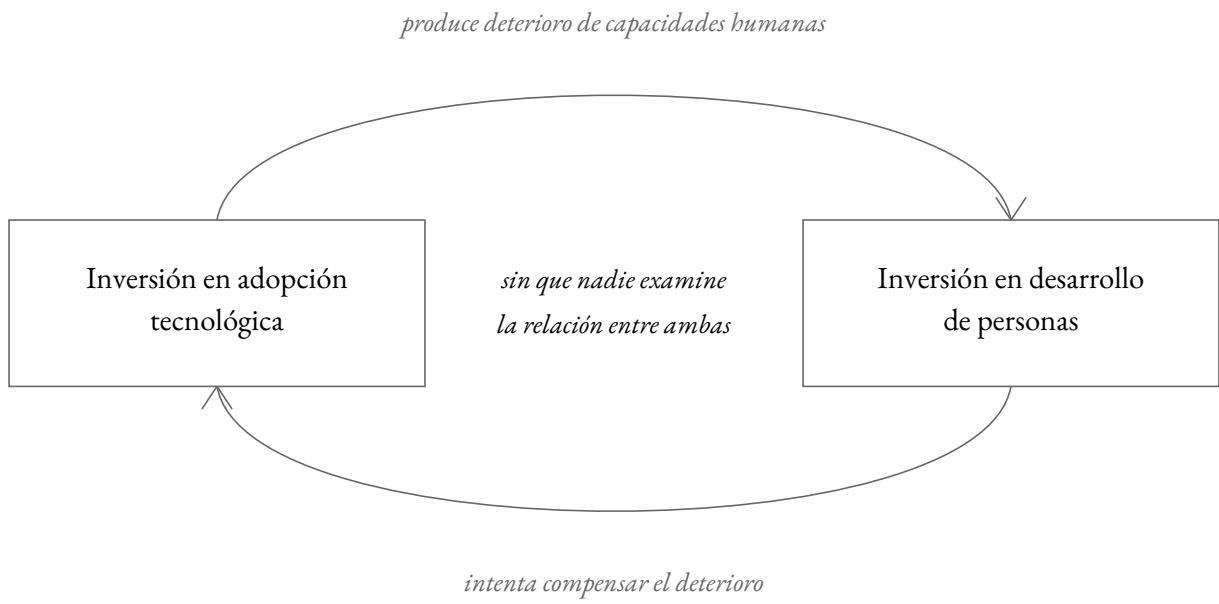 produce deterioro de capacidades humanas
Inversión en adopción
tecnológica
sin que nadie examine
la relación entre ambas
Inversión en desarrollo
de personas
intenta compensar el deterioro